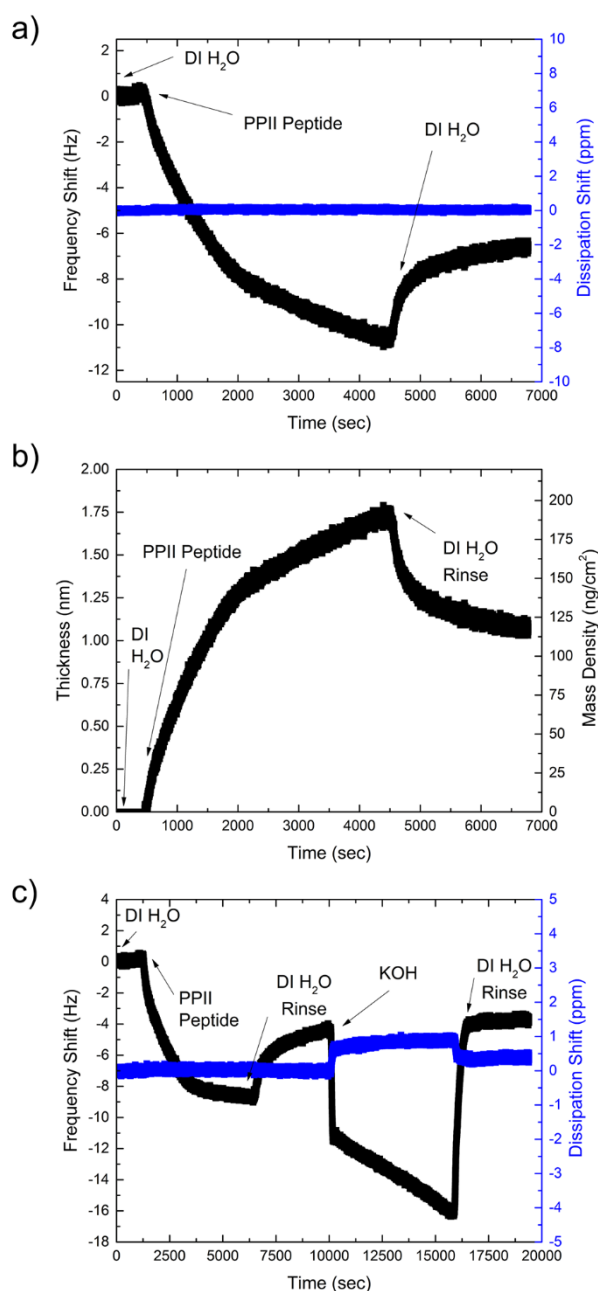 a)
DI H₂O
PPII Peptide
DI H₂O
Frequency Shift (Hz)
4
2
0
-2
-4
-6
-8
-10
-12
Dissipation Shift (ppm)
10
8
6
4
2
0
-2
-4
-6
-8
-10
0 1000 2000 3000 4000 5000 6000 7000
Time (sec)
b)
PPII Peptide
DI
H₂O
DI H₂O
Rinse
Thickness (nm)
2.00
1.75
1.50
1.25
1.00
0.75
0.50
0.25
0.00
Mass Density (ng/cm²)
200
175
150
125
100
75
50
25
0
0 1000 2000 3000 4000 5000 6000 7000
Time (sec)
c)
DI H₂O
PPII
Peptide
DI H₂O
Rinse
KOH
DI H₂O
Rinse
Frequency Shift (Hz)
4
2
0
-2
-4
-6
-8
-10
-12
-14
-16
-18
Dissipation Shift (ppm)
5
4
3
2
1
0
-1
-2
-3
-4
-5
0 2500 5000 7500 10000 12500 15000 17500 20000
Time (sec)